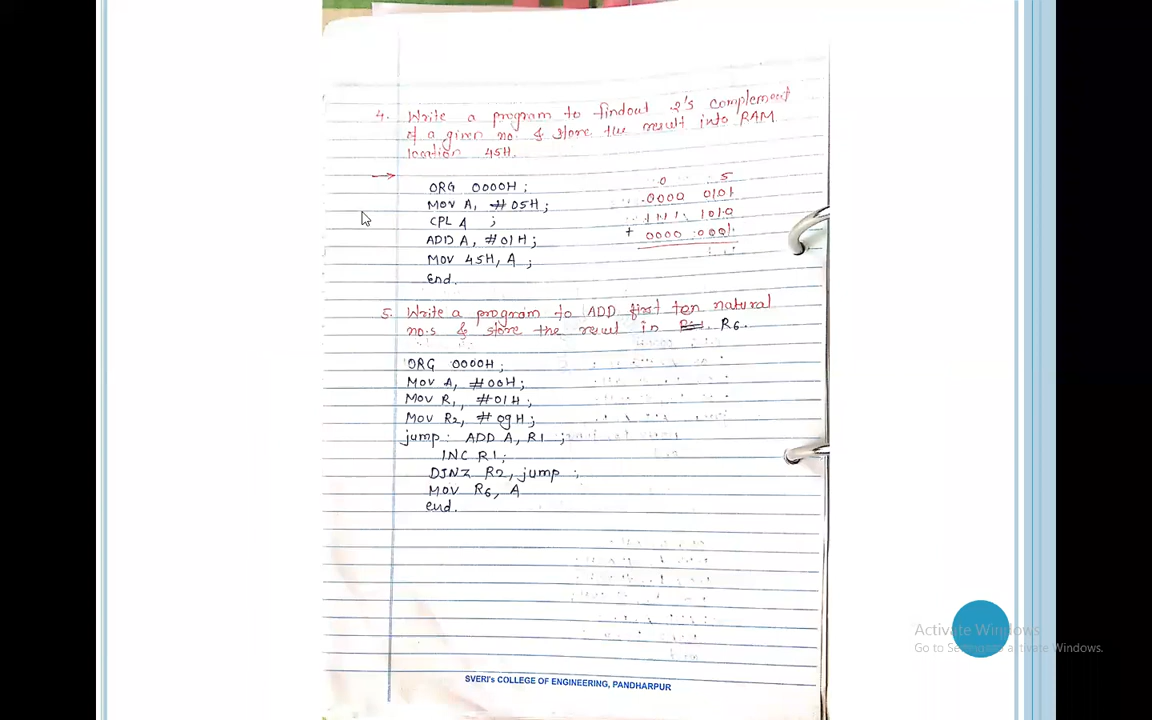 4. Write a program to findout 2's complement
of a given no. & store the result into RAM
location 45H.
→
ORG 0000H ;
MOV A, #05H ;
CPL A ;
ADD A, #01H ;
MOV 45H, A ;
End.
0 5
0000 0101
1111 1010
+ 0000 0001
5. Write a program to ADD first ten natural
no.s & store the result in R6.
ORG 0000H ;
MOV A, #00H ;
MOV R1, #01H ;
MOV R2, #09H ;
jump: ADD A, R1 ;
INC R1;
DJNZ R2, jump ;
MOV R6, A
end.
Activate Windows
Go to Settings to activate Windows.
SVERI's COLLEGE OF ENGINEERING, PANDHARPUR